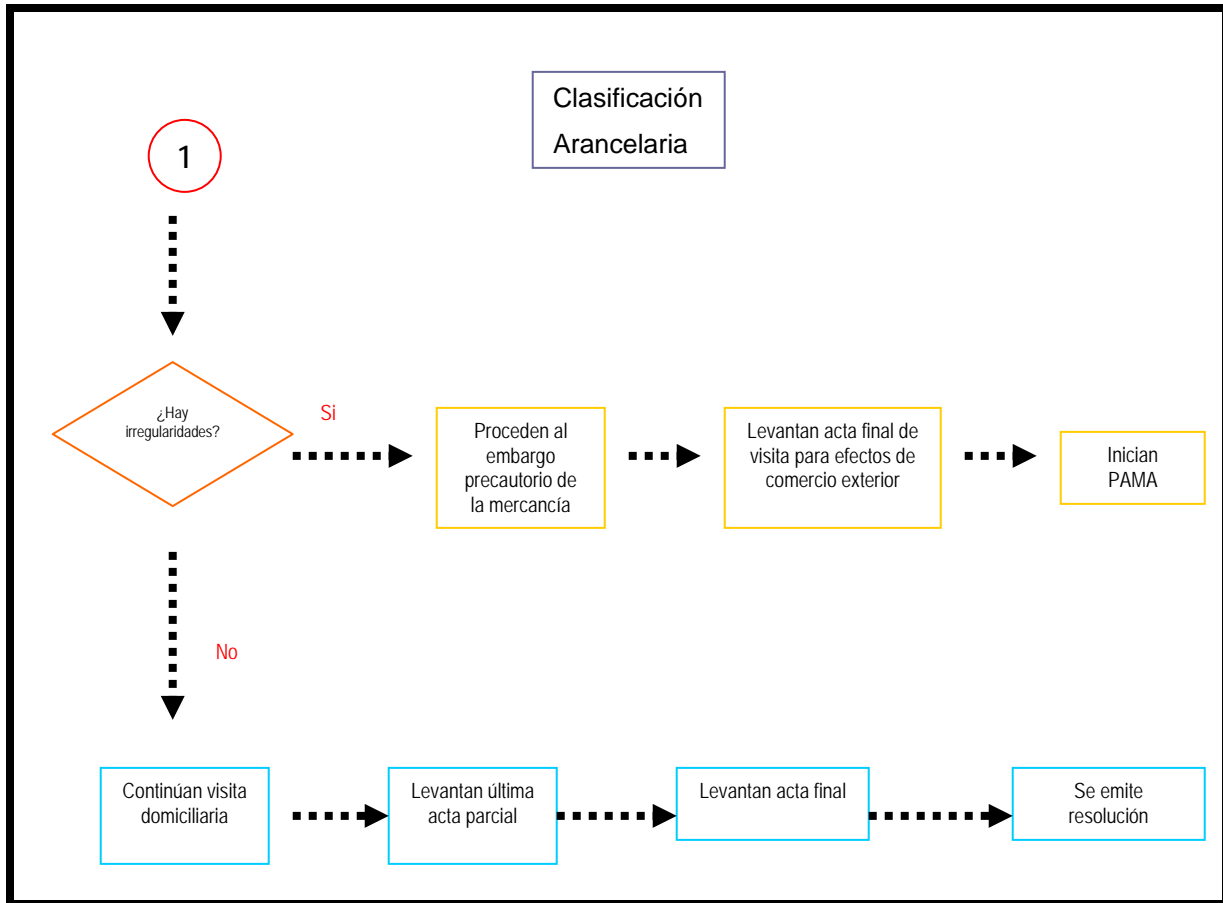 Clasificación
Arancelaria
1
¿Hay
irregularidades?
Si
Proceden al
embargo
precautorio de
la mercancía
Levantan acta final de
visita para efectos de
comercio exterior
Inician
PAMA
No
Continúan visita
domiciliaria
Levantan última
acta parcial
Levantan acta final
Se emite
resolución